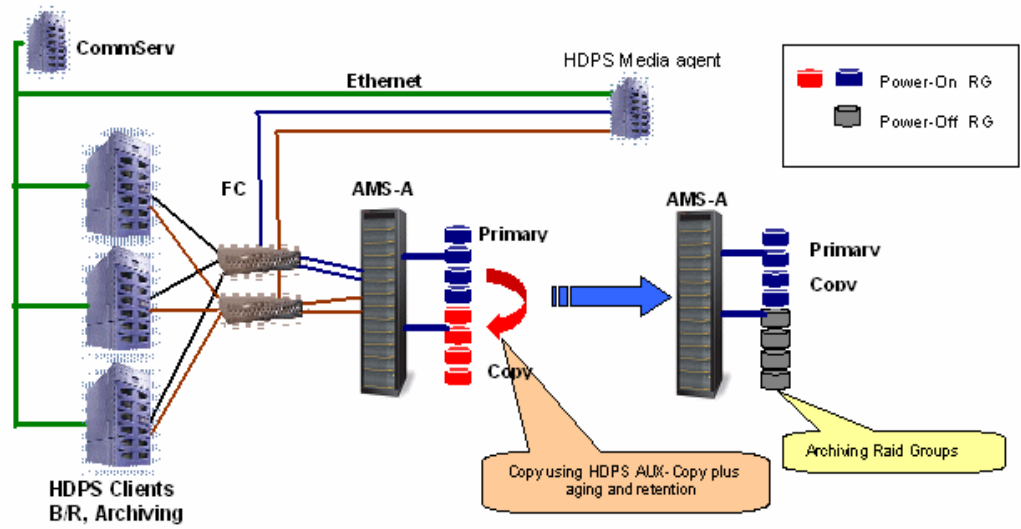 CommServ
HDPS Media agent
Ethernet
Power-On RG
Power-Off RG
FC
AMS-A
AMS-A
Primary
Primary
Copy
Copy
Archiving Raid Groups
Copy using HDPS AUX-Copy plus
aging and retention
HDPS Clients
B/R, Archiving